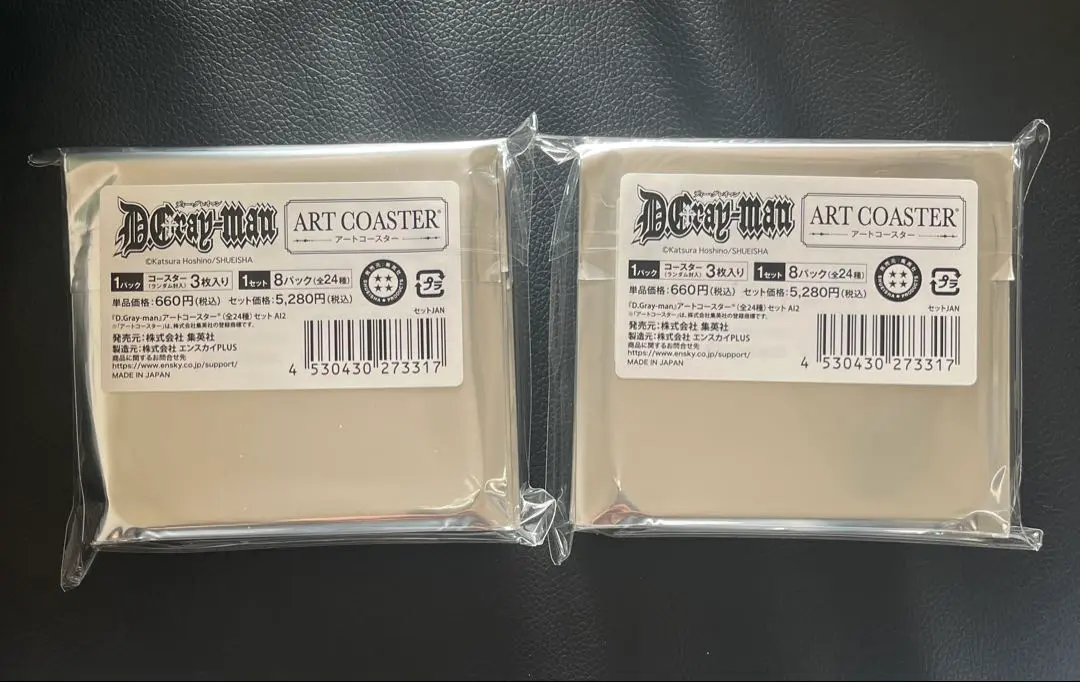 ディー・グレイマン
D.Gray-man
ART COASTER®
アートコースター
©Katsura Hoshino/SHUEISHA
1パック コースター(ランダム封入) 3枚入り 1セット 8パック(全24種)
単品価格:660円(税込) セット価格:5,280円(税込)
プラ
『D.Gray-man』アートコースター®(全24種)セット AI2
セットJAN
※「アートコースター」は、株式会社集英社の登録商標です。
発売元:株式会社 集英社
製造元:株式会社 エンスカイPLUS
商品に関するお問合せ先
https://www.ensky.co.jp/support/
MADE IN JAPAN
4 530430 273317
ディー・グレイマン
D.Gray-man
ART COASTER®
アートコースター
©Katsura Hoshino/SHUEISHA
1パック コースター(ランダム封入) 3枚入り 1セット 8パック(全24種)
単品価格:660円(税込) セット価格:5,280円(税込)
プラ
『D.Gray-man』アートコースター®(全24種)セット AI2
セットJAN
※「アートコースター」は、株式会社集英社の登録商標です。
発売元:株式会社 集英社
製造元:株式会社 エンスカイPLUS
商品に関するお問合せ先
https://www.ensky.co.jp/support/
MADE IN JAPAN
4 530430 273317